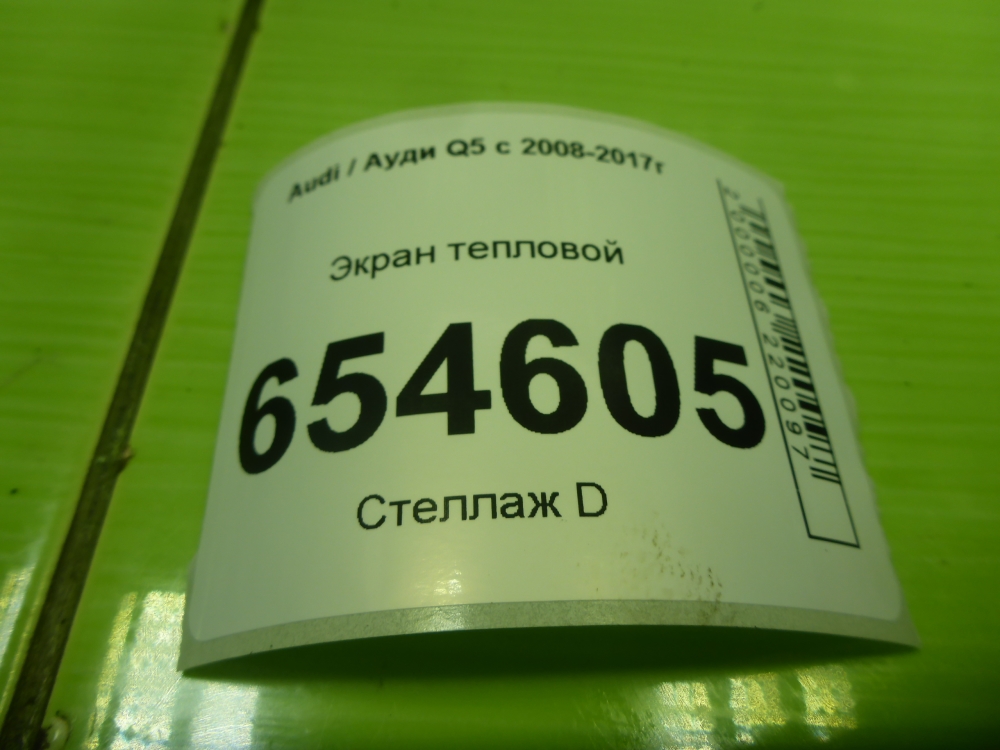 Audi / Ауди Q5 с 2008-2017г
Экран тепловой
654605
Стеллаж D
2000006220097